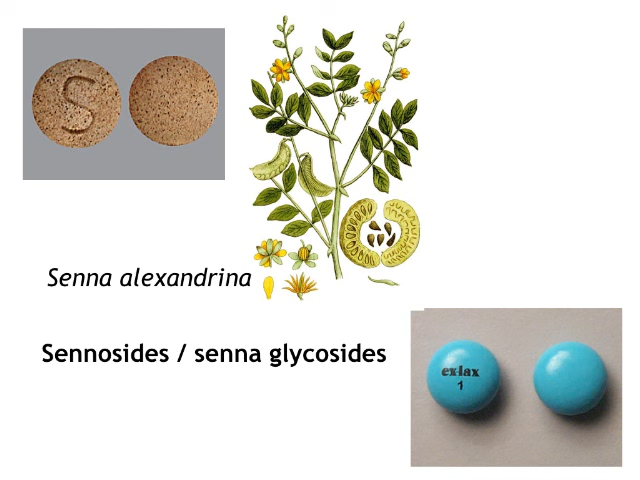 S
Senna alexandrina
Sennosides / senna glycosides
ex-lax
1